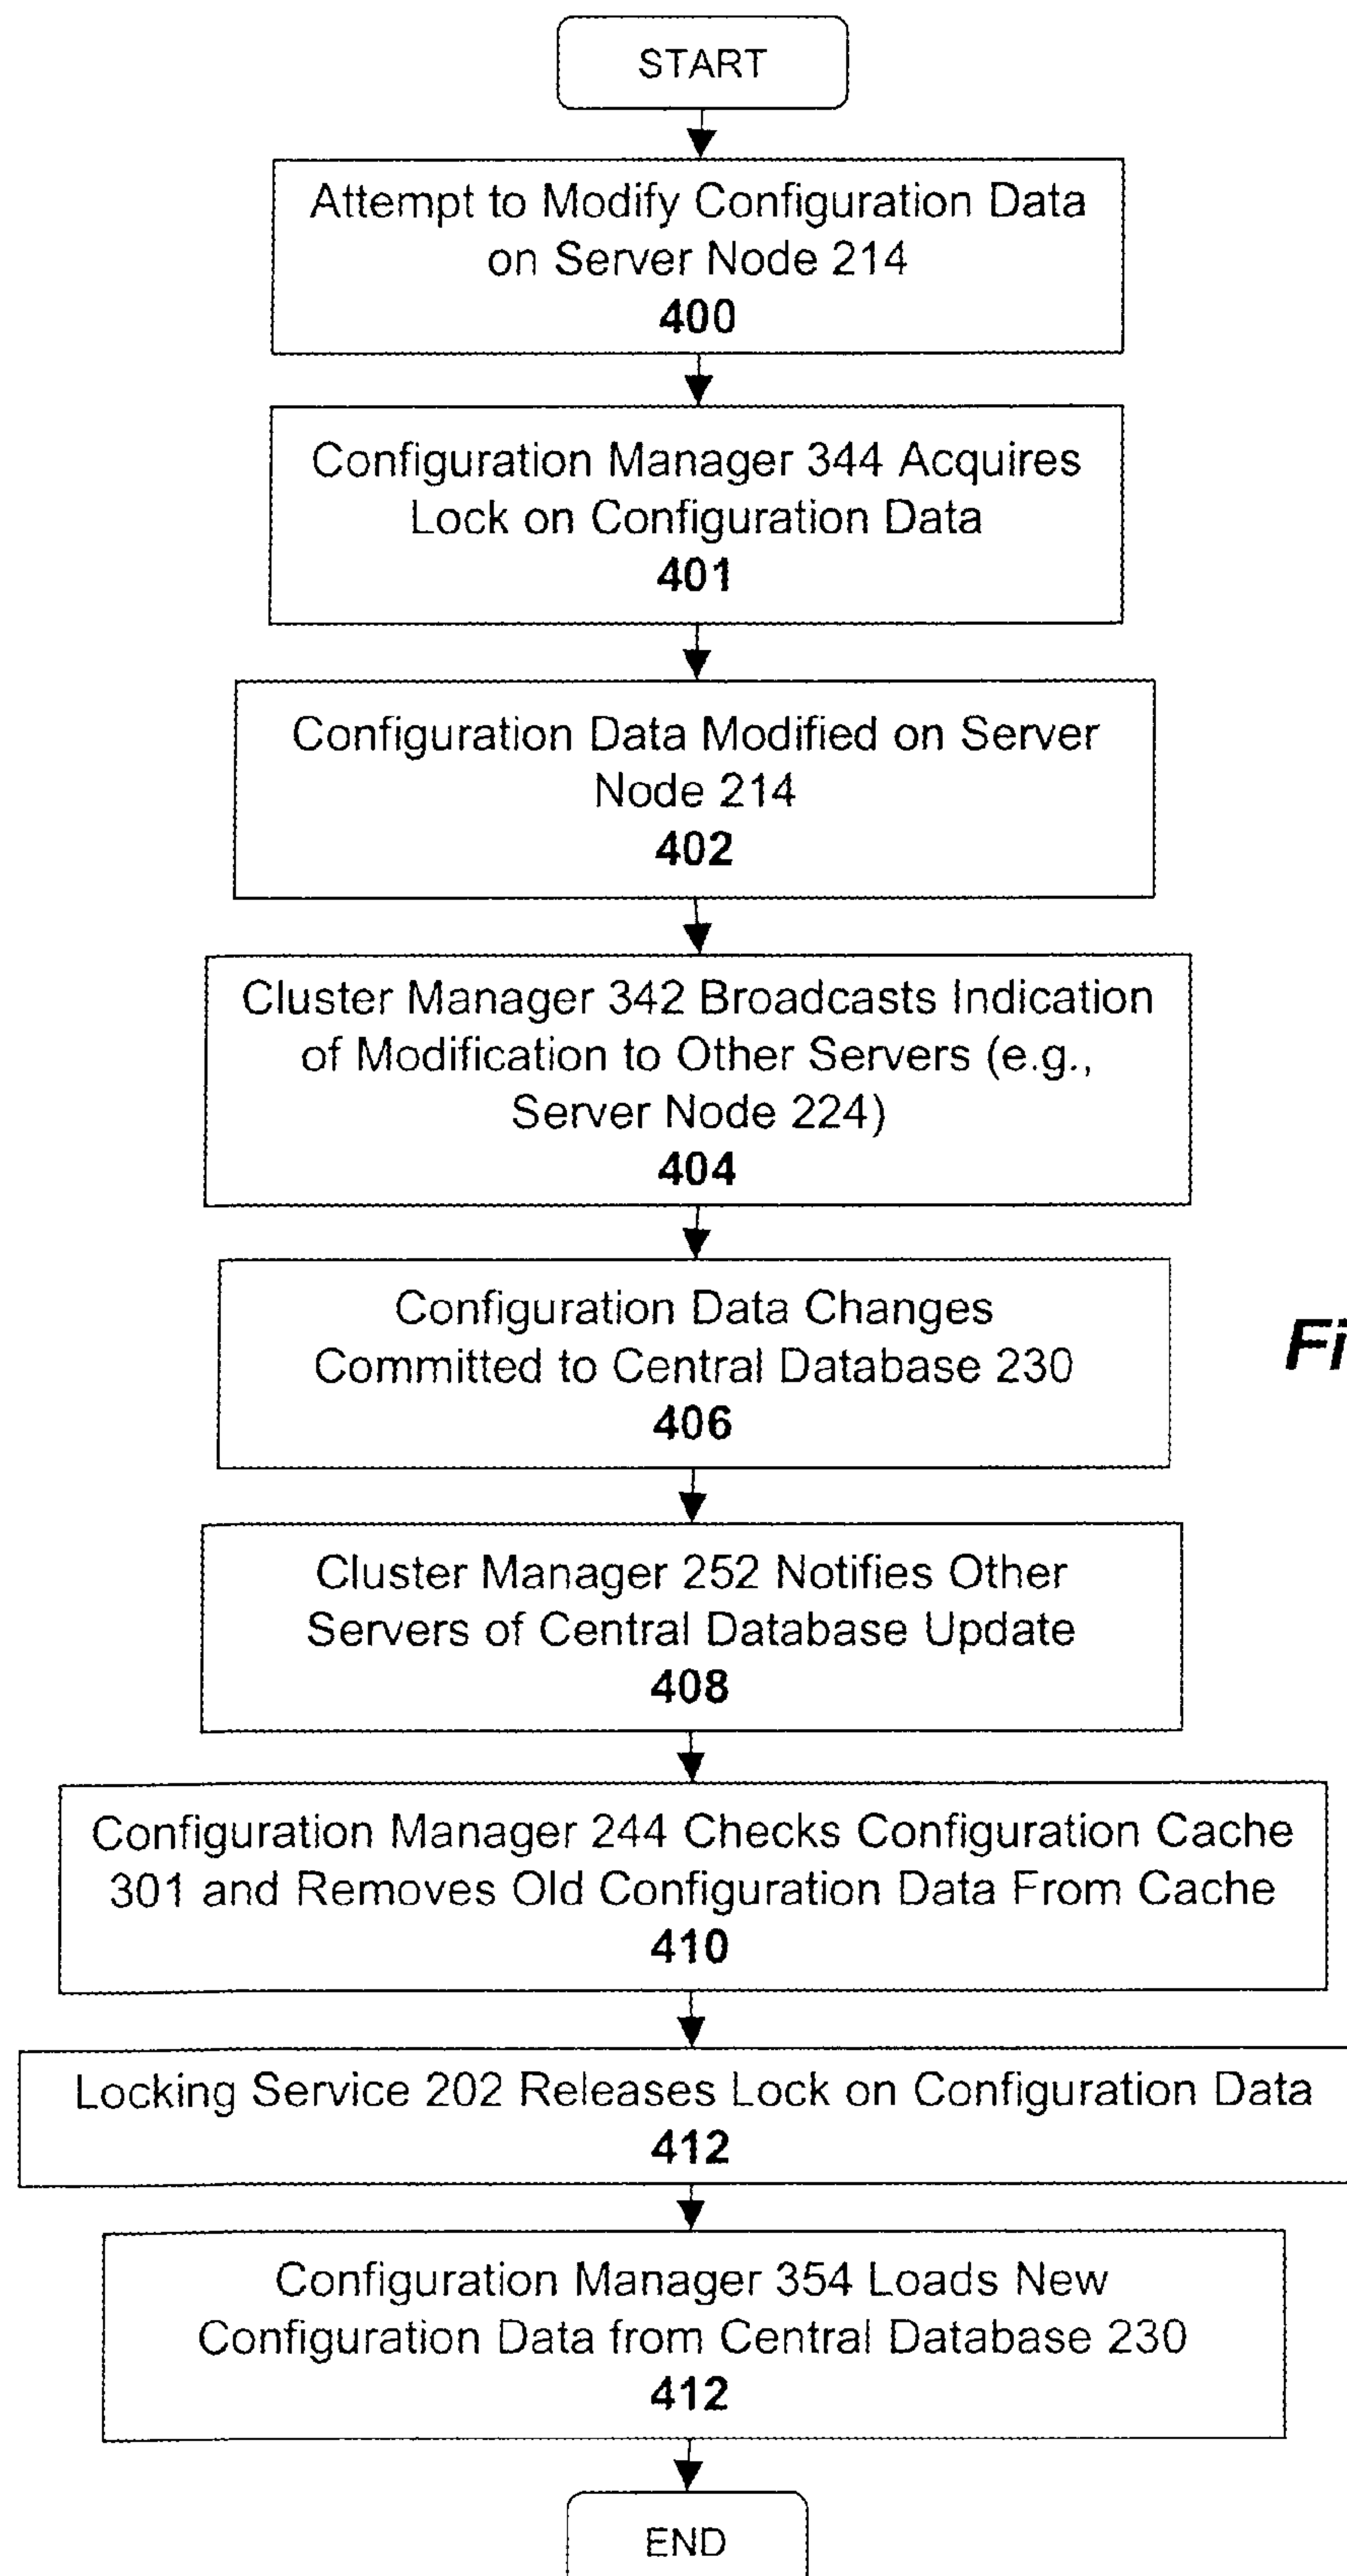 START
Attempt to Modify Configuration Data
on Server Node 214
400
Configuration Manager 344 Acquires
Lock on Configuration Data
401
Configuration Data Modified on Server
Node 214
402
Cluster Manager 342 Broadcasts Indication
of Modification to Other Servers (e.g.,
Server Node 224)
404
Configuration Data Changes
Committed to Central Database 230
406
Fi
Cluster Manager 252 Notifies Other
Servers of Central Database Update
408
Configuration Manager 244 Checks Configuration Cache
301 and Removes Old Configuration Data From Cache
410
Locking Service 202 Releases Lock on Configuration Data
412
Configuration Manager 354 Loads New
Configuration Data from Central Database 230
412
END